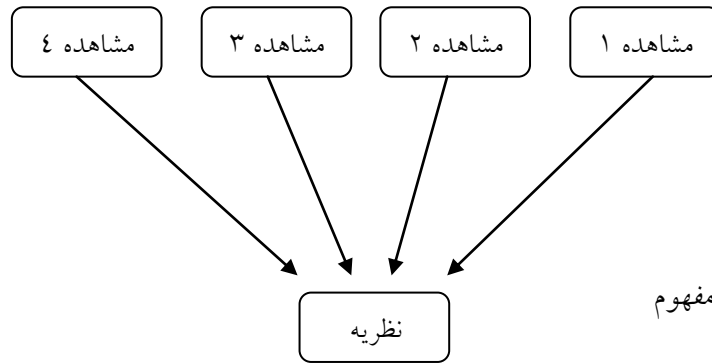 مشاهده ۱
مشاهده ۲
مشاهده ۳
مشاهده ٤
مفهوم
نظریه